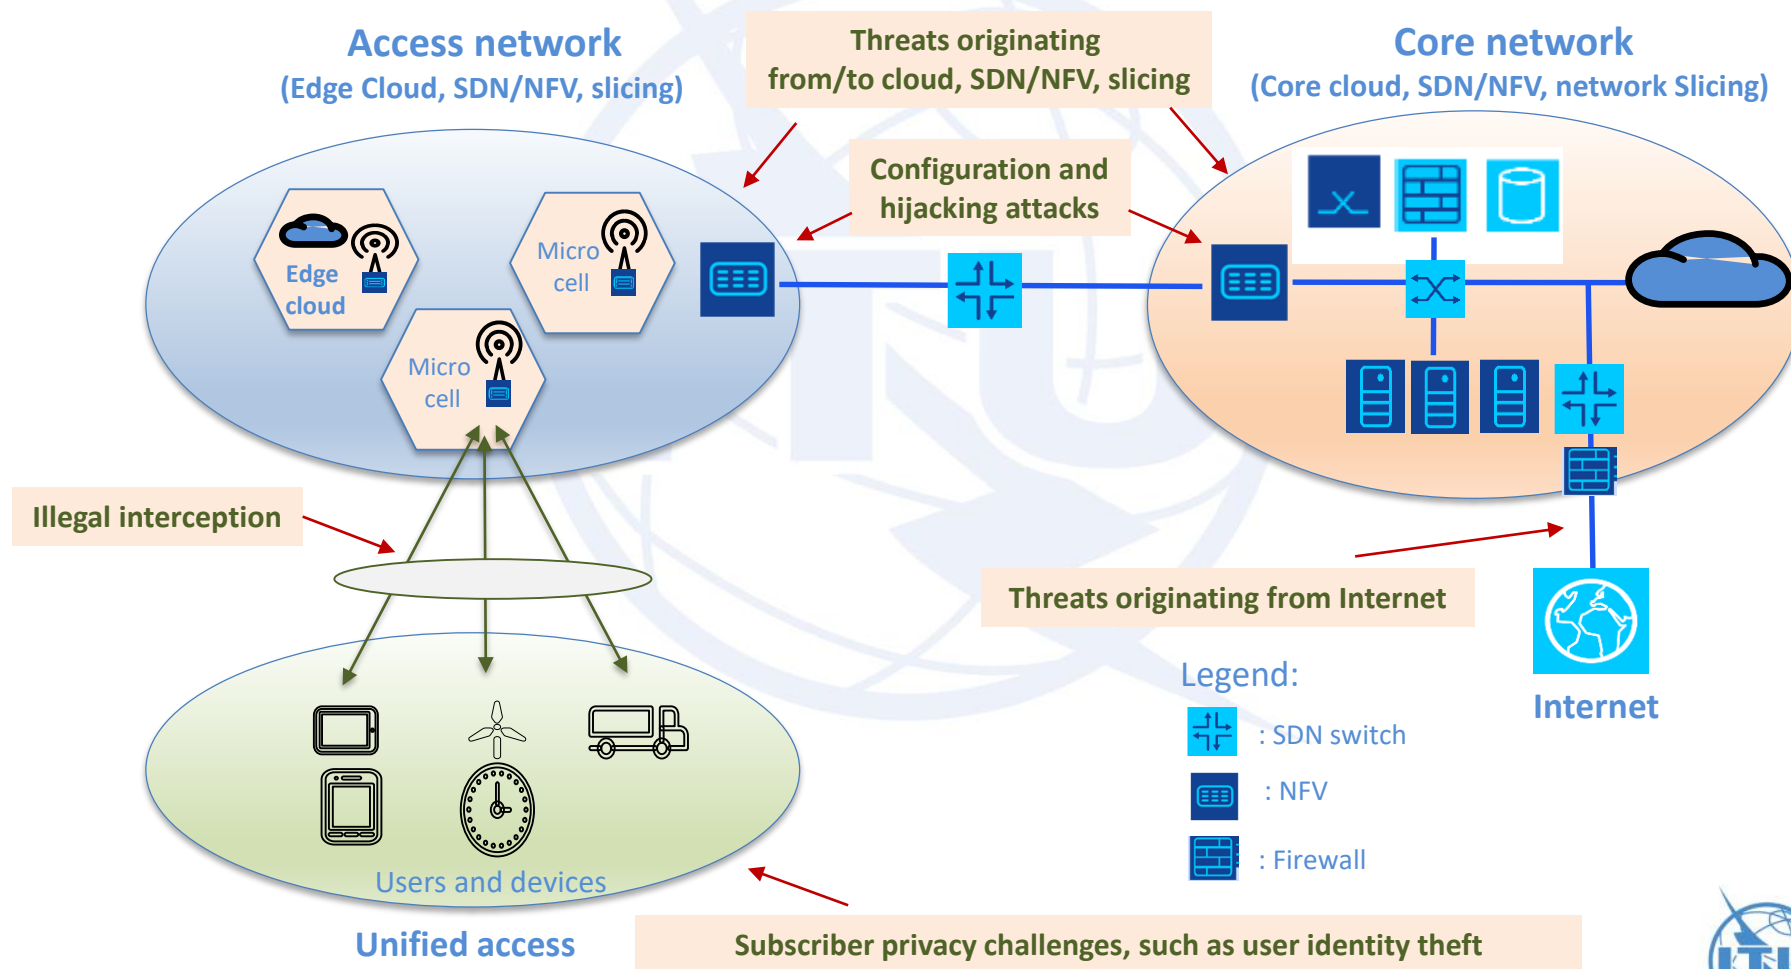 Access network
(Edge Cloud, SDN/NFV, slicing)
Threats originating
from/to cloud, SDN/NFV, slicing
Core network
(Core cloud, SDN/NFV, network Slicing)
Configuration and
hijacking attacks
Edge
cloud
Micro
cell
Micro
cell
Illegal interception
Threats originating from Internet
Internet
Legend:
: SDN switch
: NFV
: Firewall
Users and devices
Unified access
Subscriber privacy challenges, such as user identity theft
ITU